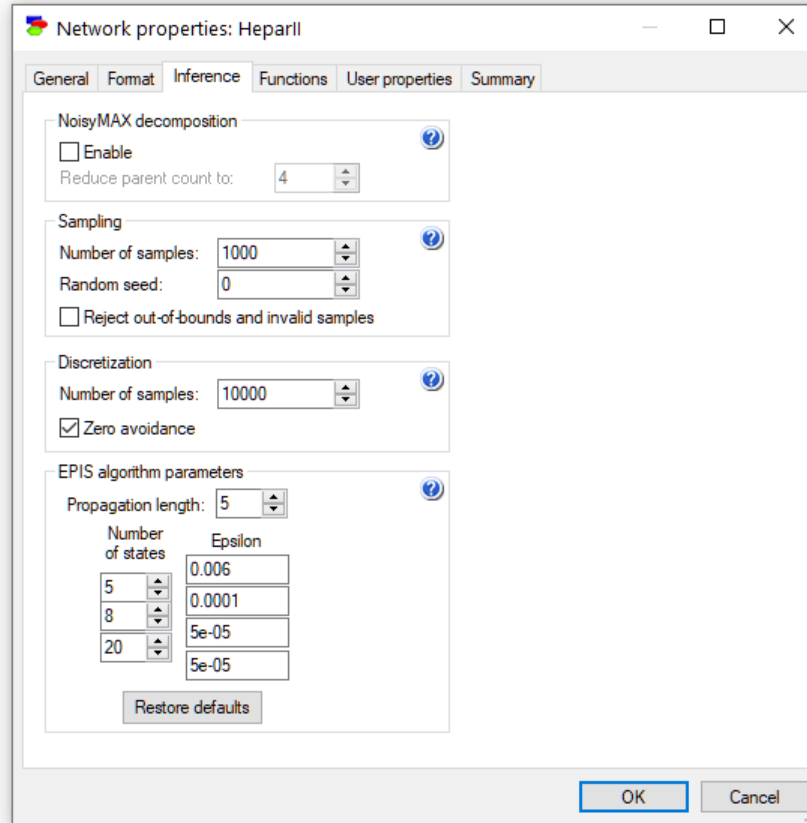 Network properties: HeparII
General Format Inference Functions User properties Summary
NoisyMAX decomposition
Enable
Reduce parent count to: 4
Sampling
Number of samples: 1000
Random seed: 0
Reject out-of-bounds and invalid samples
Discretization
Number of samples: 10000
Zero avoidance
EPIS algorithm parameters
Propagation length: 5
Number
of states
Epsilon
0.006
5
0.0001
8
5e-05
20
5e-05
Restore defaults
OK Cancel